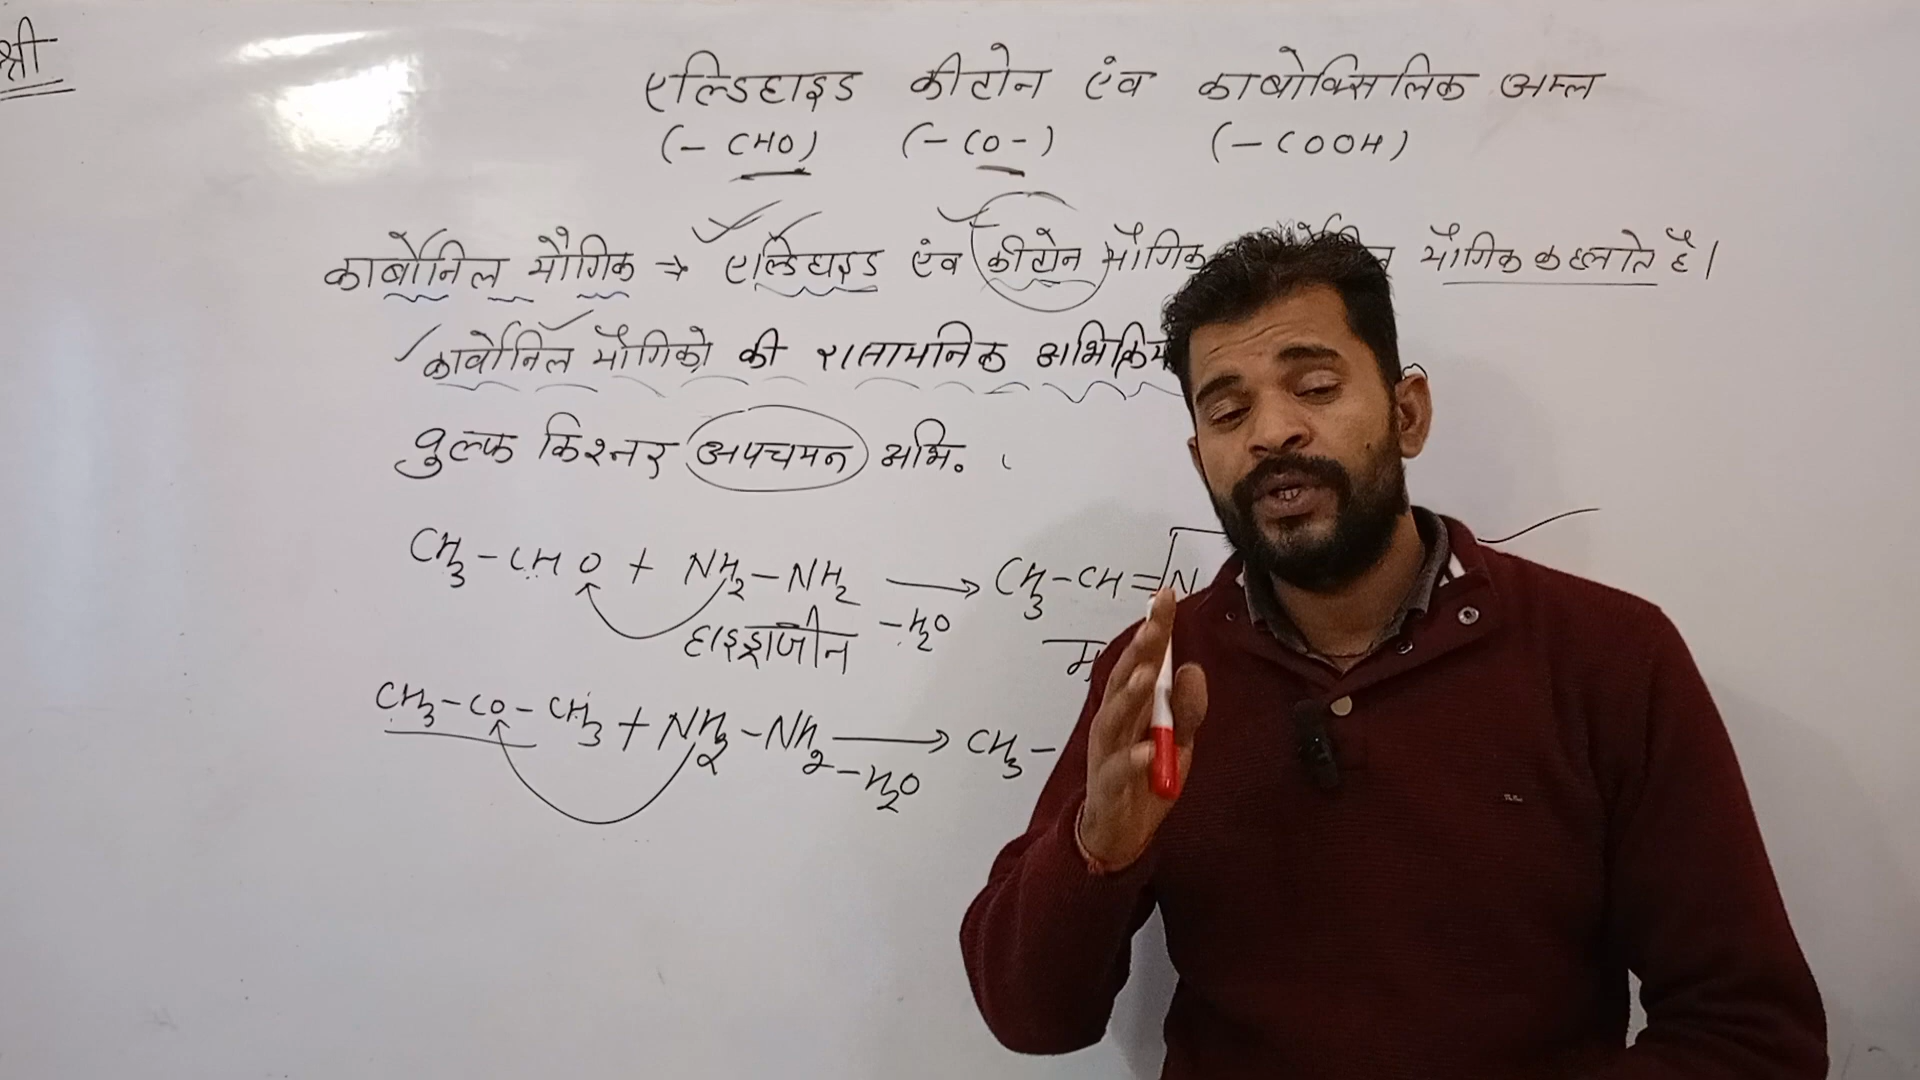 श्री
एल्डिहाइड कीटोन एंव कार्बोक्सिलिक अम्ल
(-CHO) (-CO-) (-COOH)
कार्बोनिल यौगिक → एल्डिहाइड एंव कीटोन यौगिक यौगिक कहलाते है।
कार्बोनिल यौगिको की रासायनिक अभिक्रिय
वुल्फ किश्नर अपचयन अभि.
CH₃-CHO + NH₂-NH₂ → CH₃-CH=N
हाइड्राजीन -H₂O
CH₃-CO-CH₃ + NH₂-NH₂ → CH₃-
-H₂O